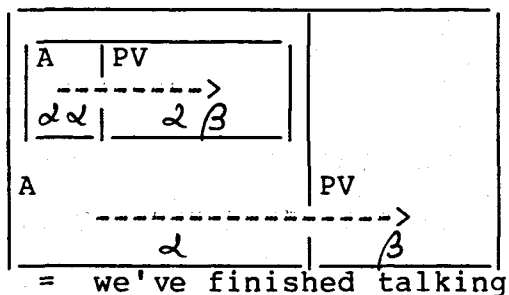 A PV
αα αβ
A PV
α β
= we've finished talking